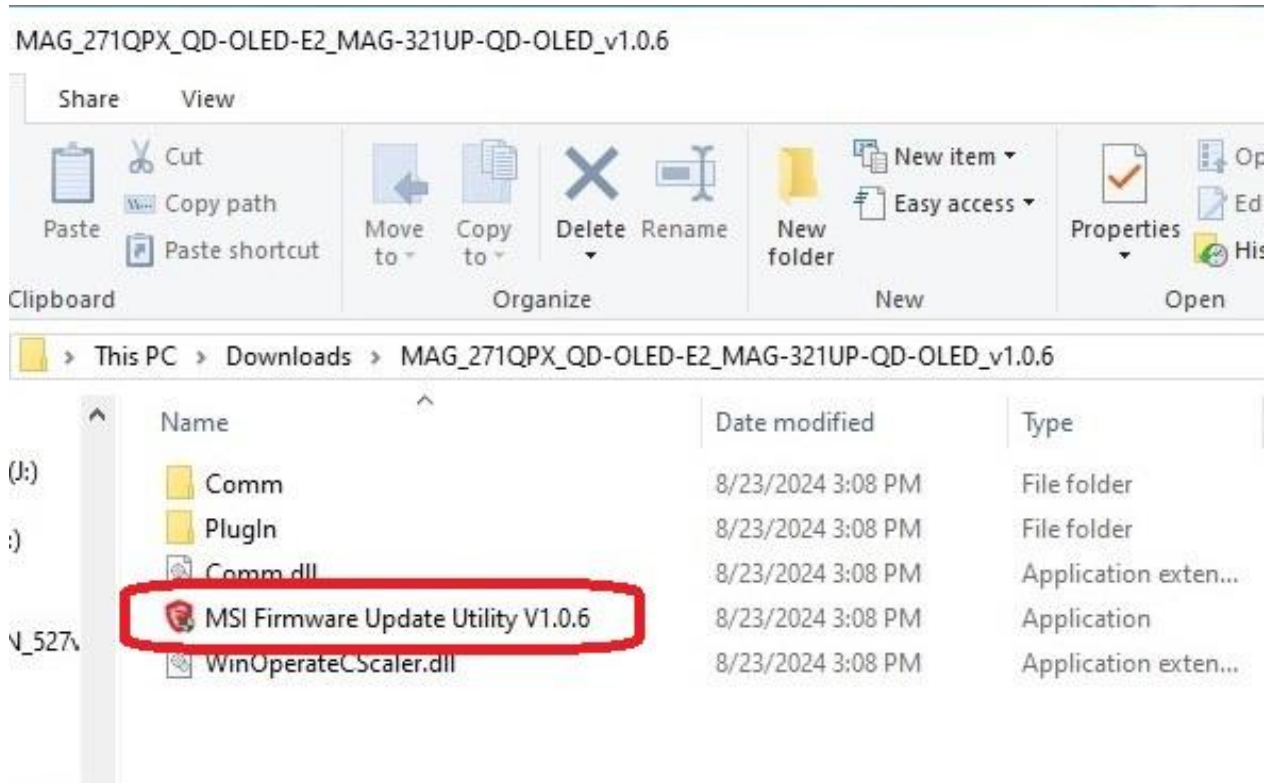 MAG_271QPX_QD-OLED-E2_MAG-321UP-QD-OLED_v1.0.6
Share View
Cut
Copy path
Paste shortcut
Paste
Move to
Copy to
Delete
Rename
New folder
New item
Easy access
Properties
Op
Ed
His
Clipboard Organize New Open
This PC > Downloads > MAG_271QPX_QD-OLED-E2_MAG-321UP-QD-OLED_v1.0.6
Name Date modified Type
(J:)
:)
N_527
Comm 8/23/2024 3:08 PM File folder
PlugIn 8/23/2024 3:08 PM File folder
Comm.dll 8/23/2024 3:08 PM Application exten...
MSI Firmware Update Utility V1.0.6 8/23/2024 3:08 PM Application
WinOperateCScaler.dll 8/23/2024 3:08 PM Application exten...